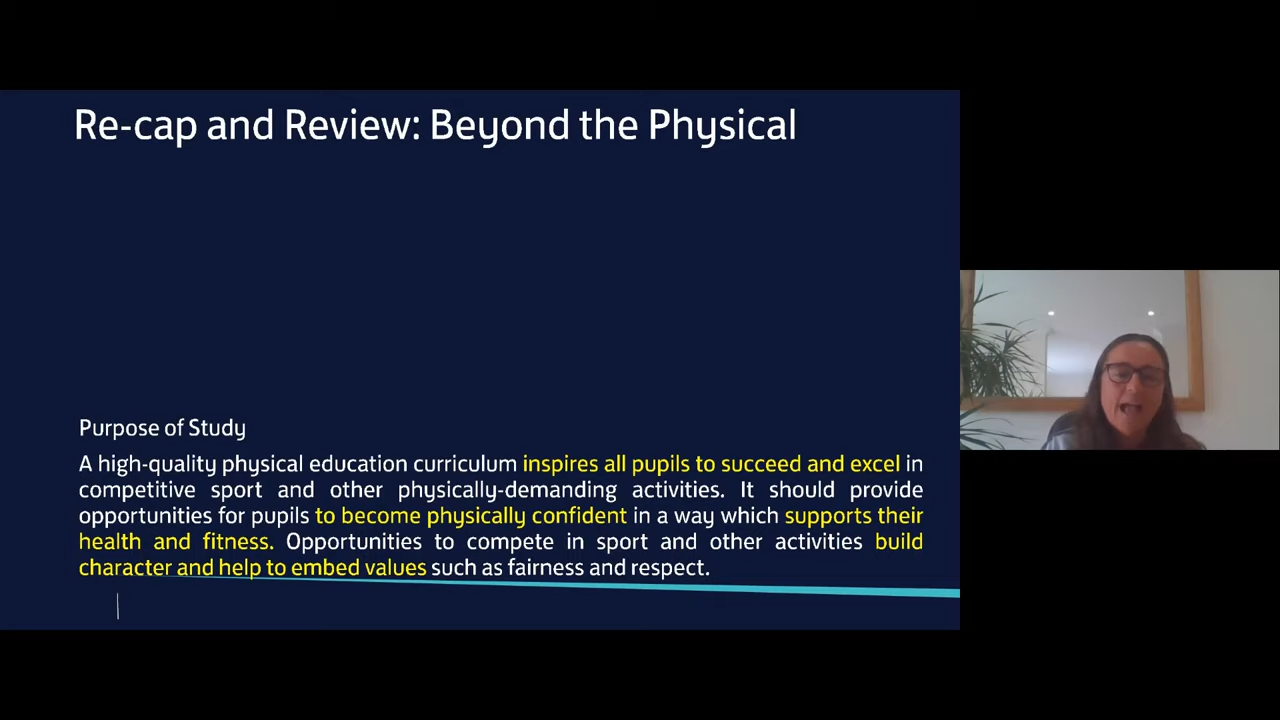 Re-cap and Review: Beyond the Physical
Purpose of Study
A high-quality physical education curriculum inspires all pupils to succeed and excel in
competitive sport and other physically-demanding activities. It should provide
opportunities for pupils to become physically confident in a way which supports their
health and fitness. Opportunities to compete in sport and other activities build
character and help to embed values such as fairness and respect.